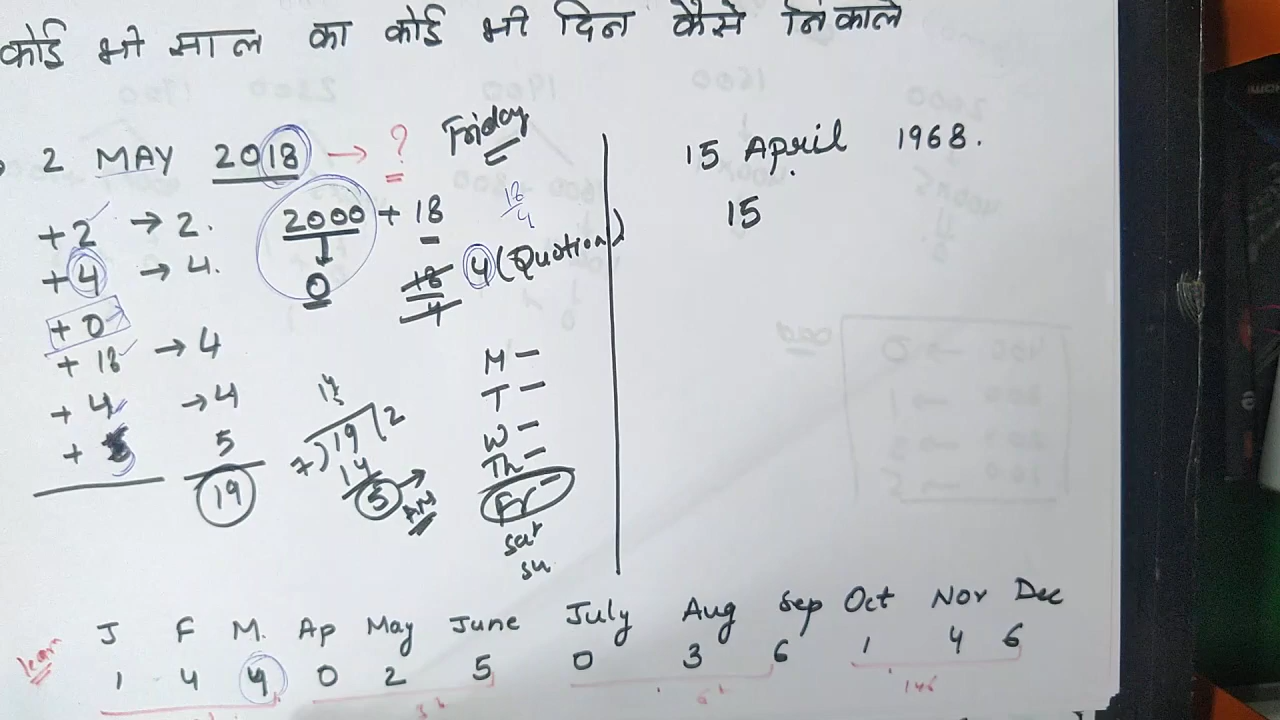 कोई भी साल का कोई भी दिन कैसे निकाले
2 MAY 2018 → ?
Friday
+2 → 2.
+4 → 4.
+0
+18 → 4
+4 → 4
+
5
19
2000 + 18
0
18
4
18
4
4 (Quotion)
7) 19 (2
14
5 →
M –
T –
W –
Th –
Fr –
sat
su
15 April 1968.
15
learn
J F M. Ap May June July Aug Sep Oct Nov Dec
1 4 4 0 2 5 0 3 6 1 4 6